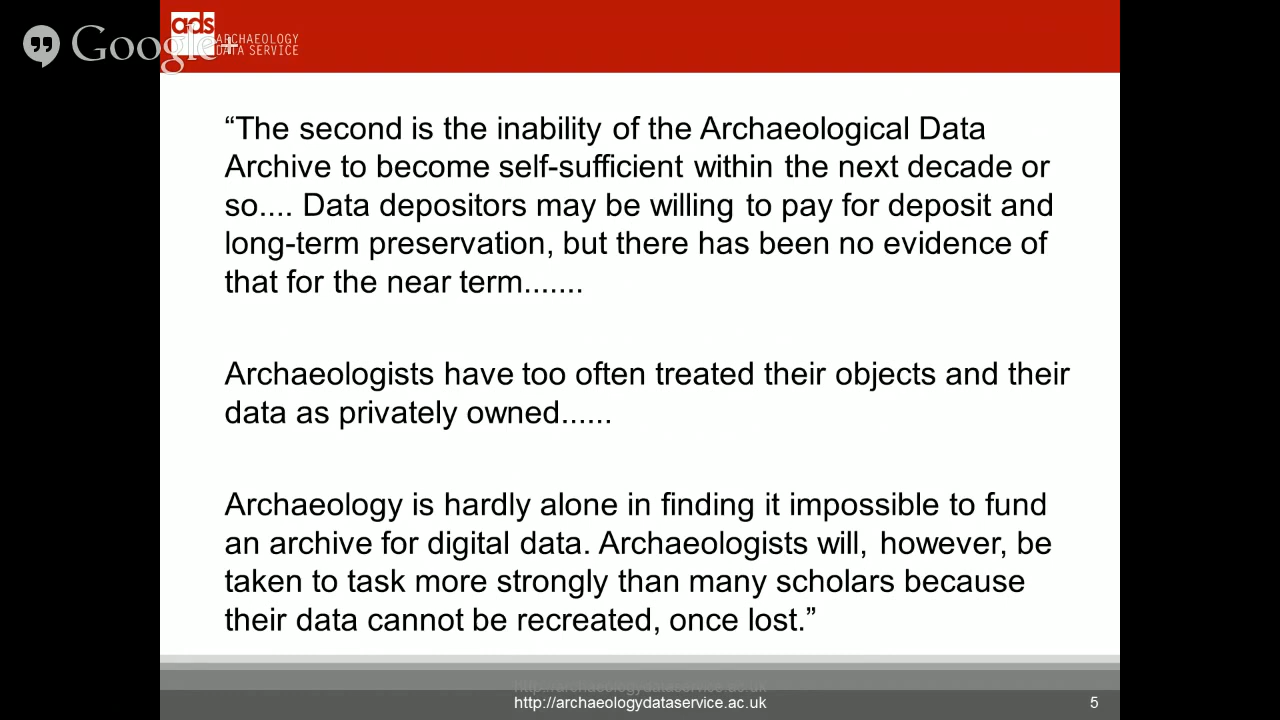 Google+
ads
ARCHAEOLOGY
DATA SERVICE
“The second is the inability of the Archaeological Data
Archive to become self-sufficient within the next decade or
so.... Data depositors may be willing to pay for deposit and
long-term preservation, but there has been no evidence of
that for the near term.......
Archaeologists have too often treated their objects and their
data as privately owned......
Archaeology is hardly alone in finding it impossible to fund
an archive for digital data. Archaeologists will, however, be
taken to task more strongly than many scholars because
their data cannot be recreated, once lost.”
http://archaeologydataservice.ac.uk
http://archaeologydataservice.ac.uk
5